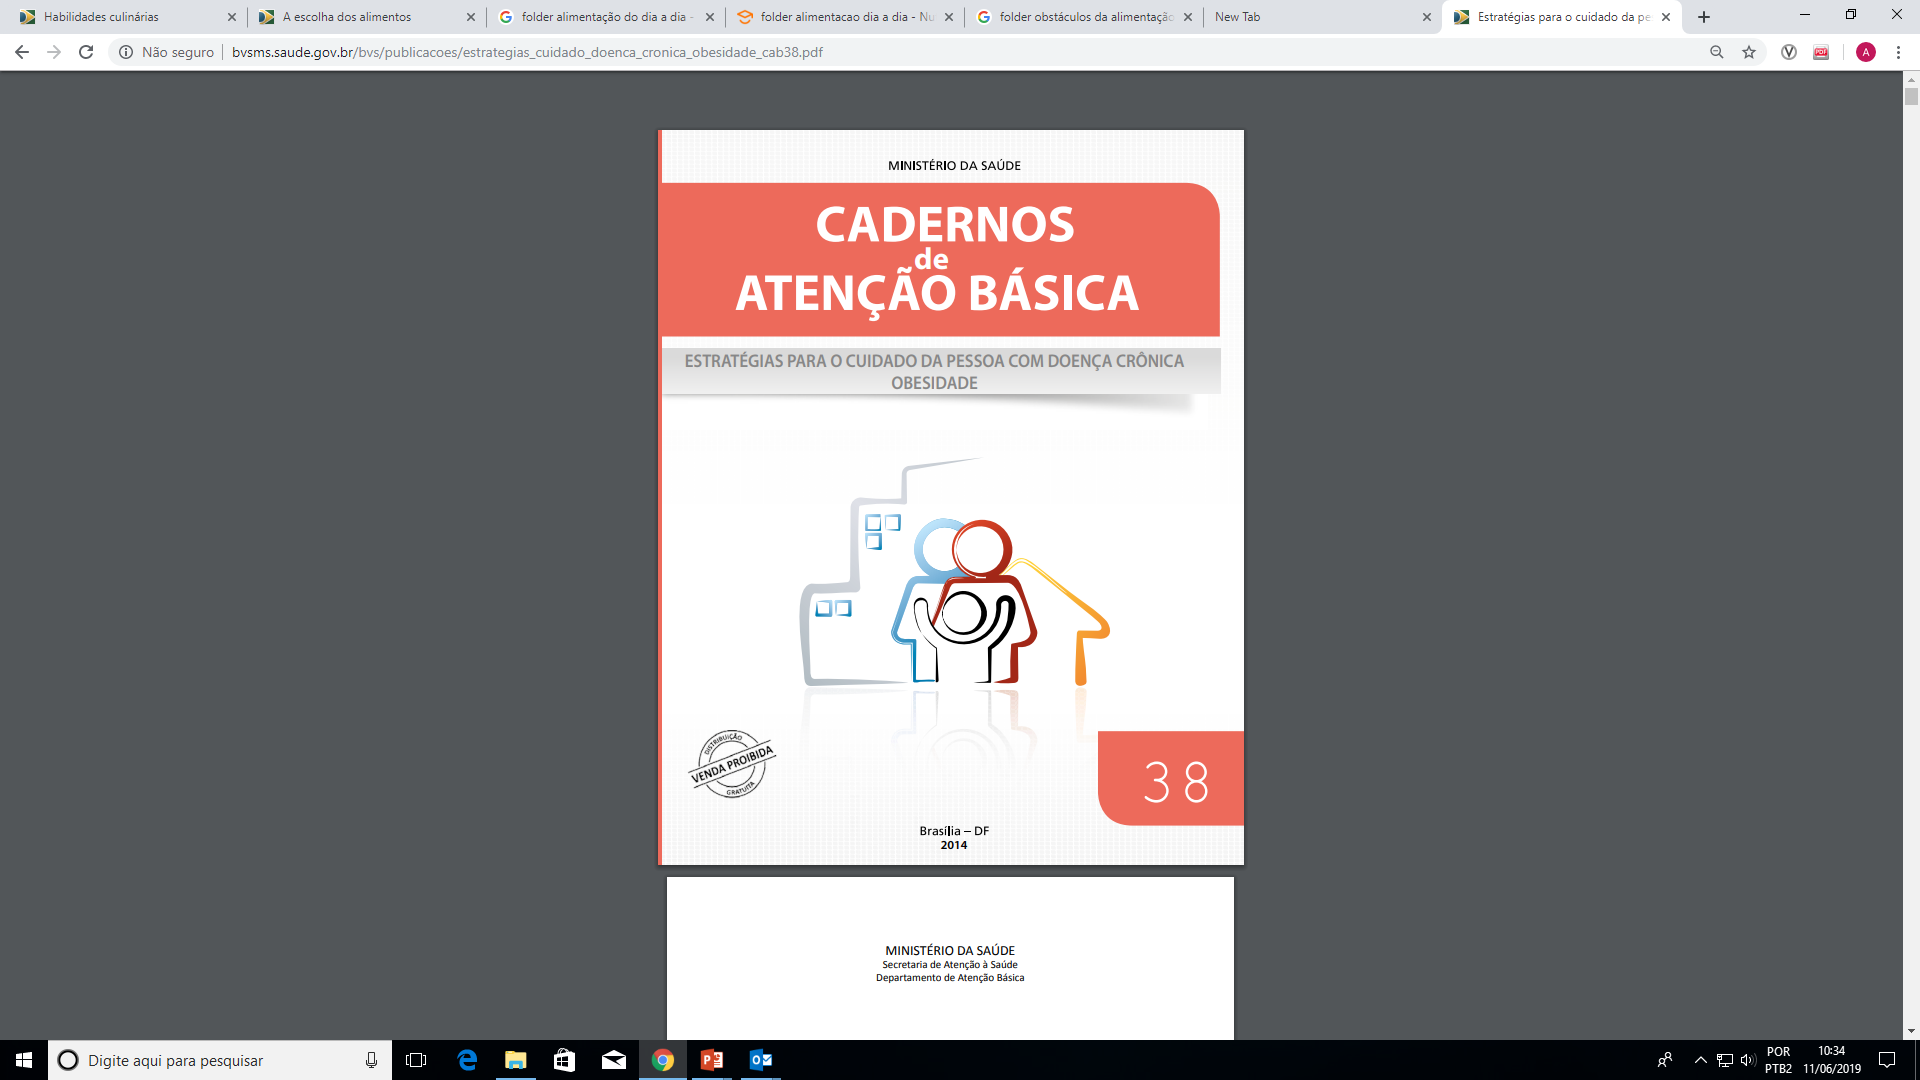 Habilidades culinárias
A escolha dos alimentos
folder alimentação do dia a dia -
folder alimentacao dia a dia - Nu
folder obstáculos da alimentação
New Tab
Estratégias para o cuidado da pe
Não seguro
bvsms.saude.gov.br/bvs/publicacoes/estrategias_cuidado_doenca_cronica_obesidade_cab38.pdf
A
MINISTÉRIO DA SAÚDE
CADERNOS
de
ATENÇÃO BÁSICA
ESTRATÉGIAS PARA O CUIDADO DA PESSOA COM DOENÇA CRÔNICA
OBESIDADE
DISTRIBUIÇÃO
VENDA PROIBIDA
GRATUITA
38
Brasília – DF
2014
MINISTÉRIO DA SAÚDE
Secretaria de Atenção à Saúde
Departamento de Atenção Básica
Digite aqui para pesquisar
POR
PTB2
10:34
11/06/2019